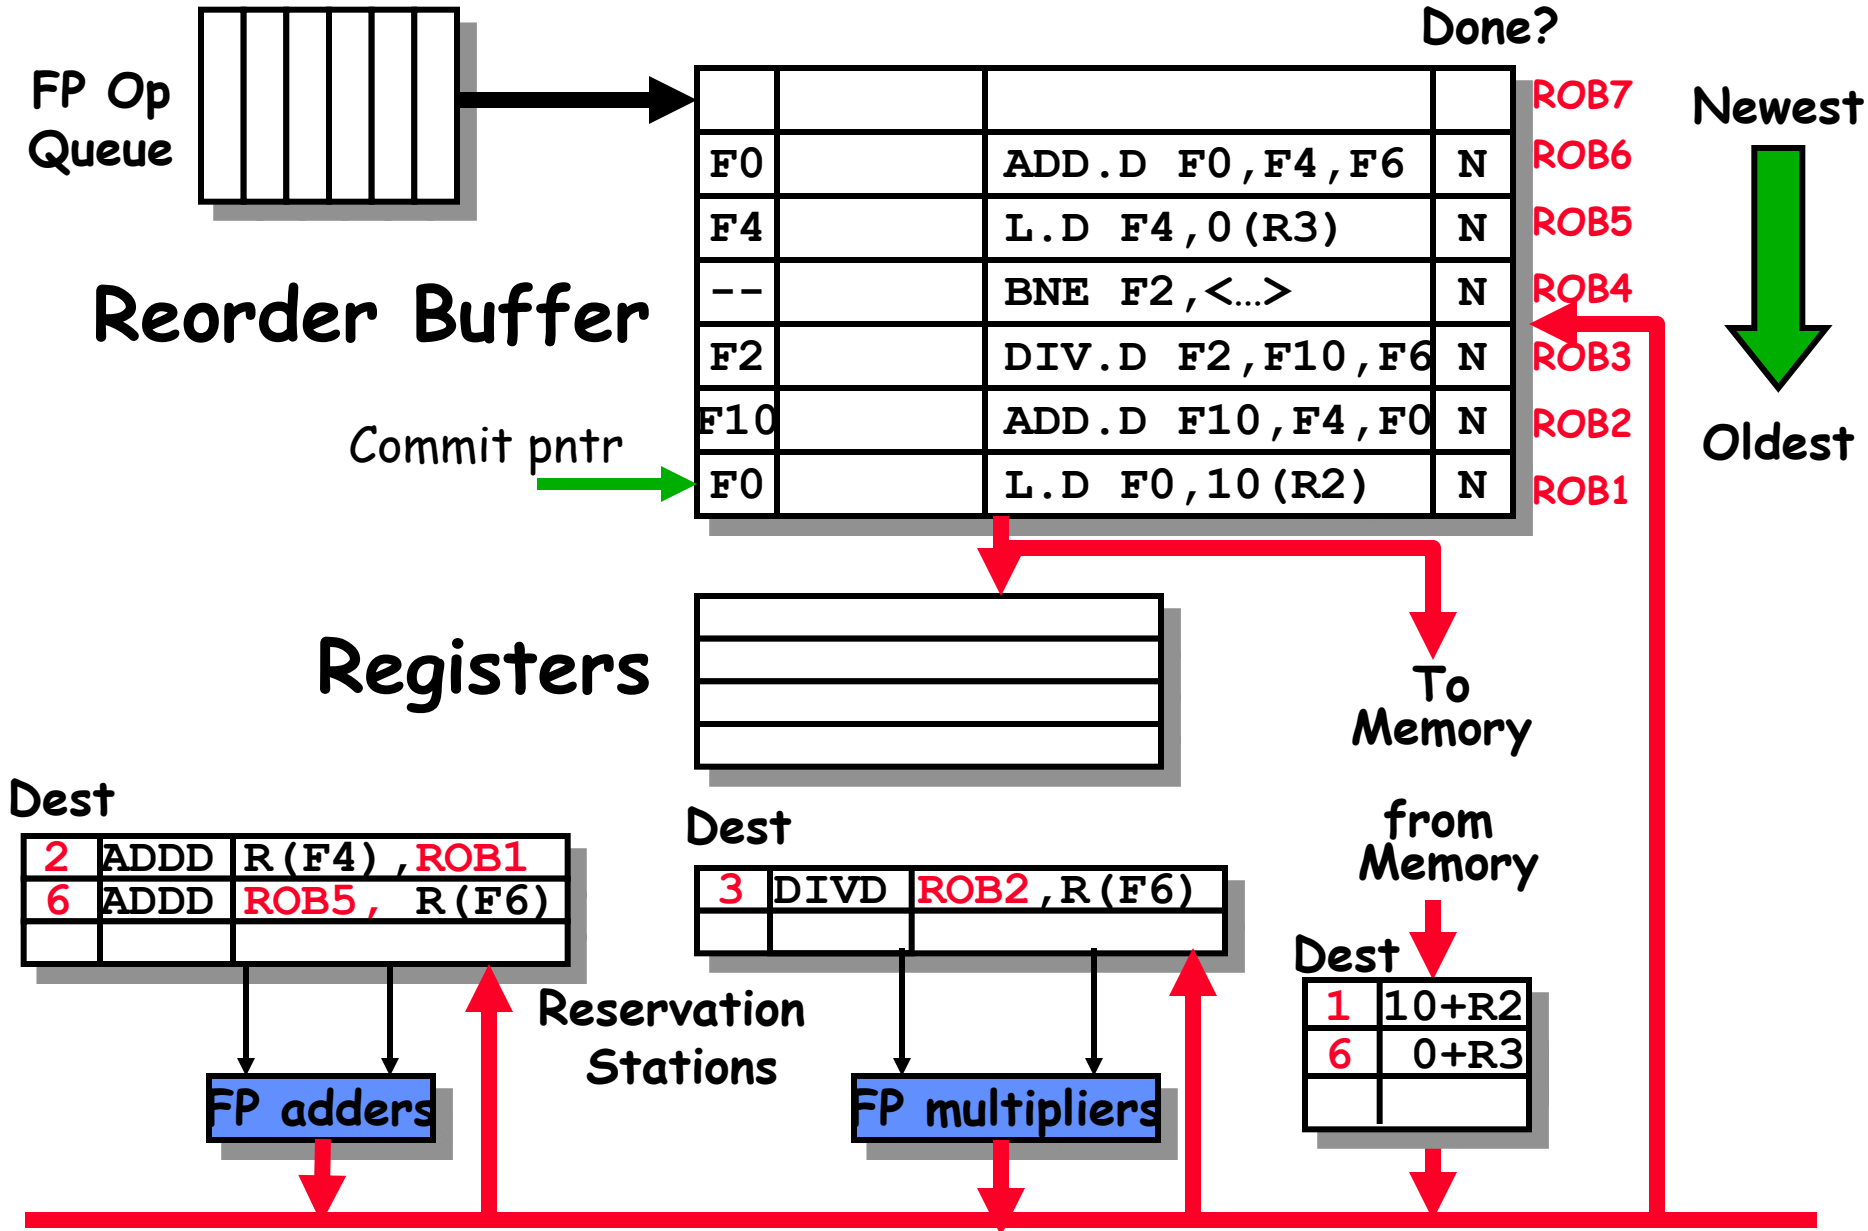 Done?
FP Op
Queue
ROB7
F0 ADD.D F0,F4,F6 N ROB6
F4 L.D F4,0(R3) N ROB5
-- BNE F2,<…> N ROB4
F2 DIV.D F2,F10,F6 N ROB3
F10 ADD.D F10,F4,F0 N ROB2
F0 L.D F0,10(R2) N ROB1
Newest
Oldest
Reorder Buffer
Commit pntr
Registers
To
Memory
from
Memory
Dest
2 ADDD R(F4),ROB1
6 ADDD ROB5, R(F6)
Dest
3 DIVD ROB2,R(F6)
Dest
1 10+R2
6 0+R3
Reservation
Stations
FP adders
FP multipliers